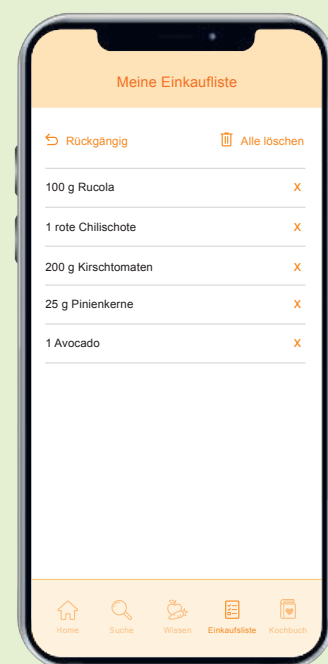 Meine Einkaufliste
Rückgängig Alle löschen
100 g Rucola x
1 rote Chilischote x
200 g Kirschtomaten x
25 g Pinienkerne x
1 Avocado x
Home Suche Wissen Einkaufsliste Kochbuch